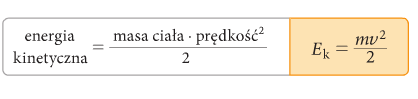 energia kinetyczna = masa ciała · prędkość² / 2
Eₖ = mv² / 2